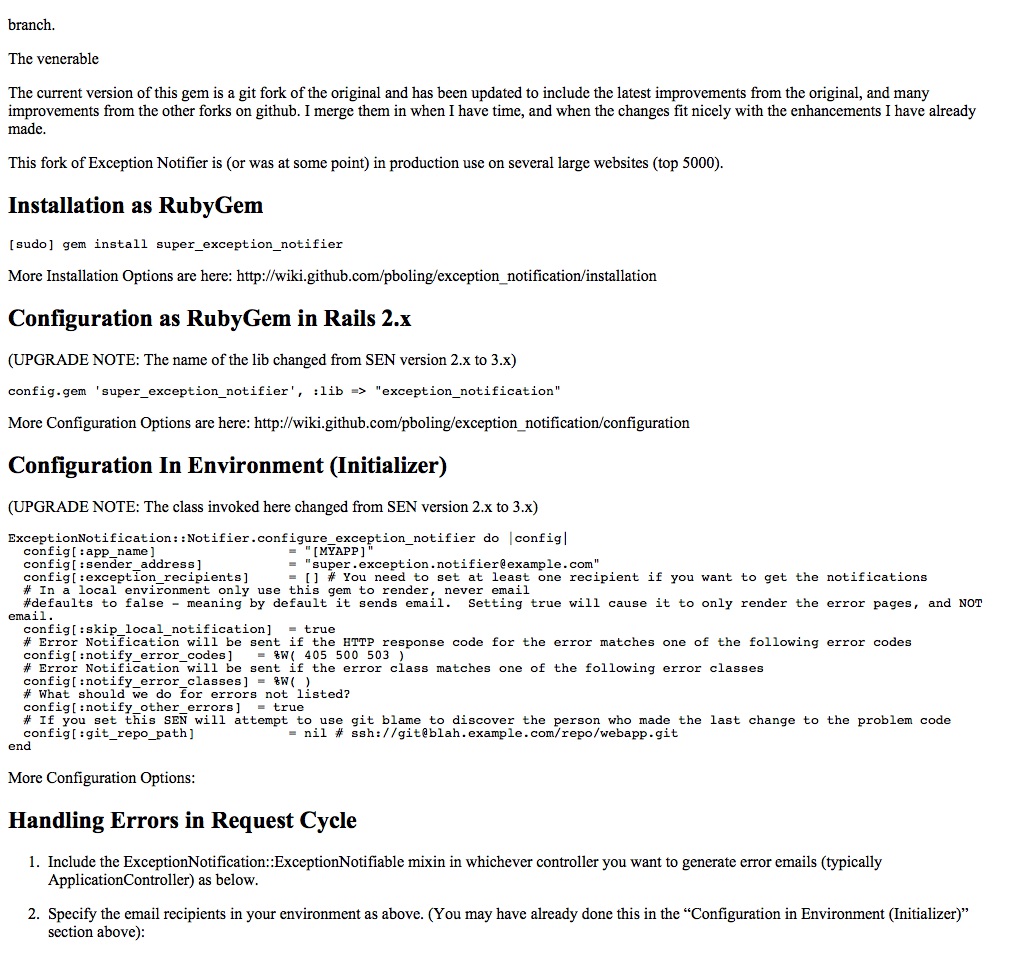 branch.
The venerable
The current version of this gem is a git fork of the original and has been updated to include the latest improvements from the original, and many
improvements from the other forks on github. I merge them in when I have time, and when the changes fit nicely with the enhancements I have already
made.
This fork of Exception Notifier is (or was at some point) in production use on several large websites (top 5000).
Installation as RubyGem
[sudo] gem install super_exception_notifier
More Installation Options are here: http://wiki.github.com/pboling/exception_notification/installation
Configuration as RubyGem in Rails 2.x
(UPGRADE NOTE: The name of the lib changed from SEN version 2.x to 3.x)
config.gem 'super_exception_notifier', :lib => "exception_notification"
More Configuration Options are here: http://wiki.github.com/pboling/exception_notification/configuration
Configuration In Environment (Initializer)
(UPGRADE NOTE: The class invoked here changed from SEN version 2.x to 3.x)
ExceptionNotification::Notifier.configure_exception_notifier do |config|
  config[:app_name]                 = "[MYAPP]"
  config[:sender_address]           = "super.exception.notifier@example.com"
  config[:exception_recipients]     = [] # You need to set at least one recipient if you want to get the notifications
  # In a local environment only use this gem to render, never email
  #defaults to false - meaning by default it sends email.  Setting true will cause it to only render the error pages, and NOT
email.
  config[:skip_local_notification]  = true
  # Error Notification will be sent if the HTTP response code for the error matches one of the following error codes
  config[:notify_error_codes]   = %W( 405 500 503 )
  # Error Notification will be sent if the error class matches one of the following error classes
  config[:notify_error_classes] = %W( )
  # What should we do for errors not listed?
  config[:notify_other_errors]  = true
  # If you set this SEN will attempt to use git blame to discover the person who made the last change to the problem code
  config[:git_repo_path]            = nil # ssh://git@blah.example.com/repo/webapp.git
end
More Configuration Options:
Handling Errors in Request Cycle
1. Include the ExceptionNotification::ExceptionNotifiable mixin in whichever controller you want to generate error emails (typically
ApplicationController) as below.
2. Specify the email recipients in your environment as above. (You may have already done this in the “Configuration in Environment (Initializer)”
section above):